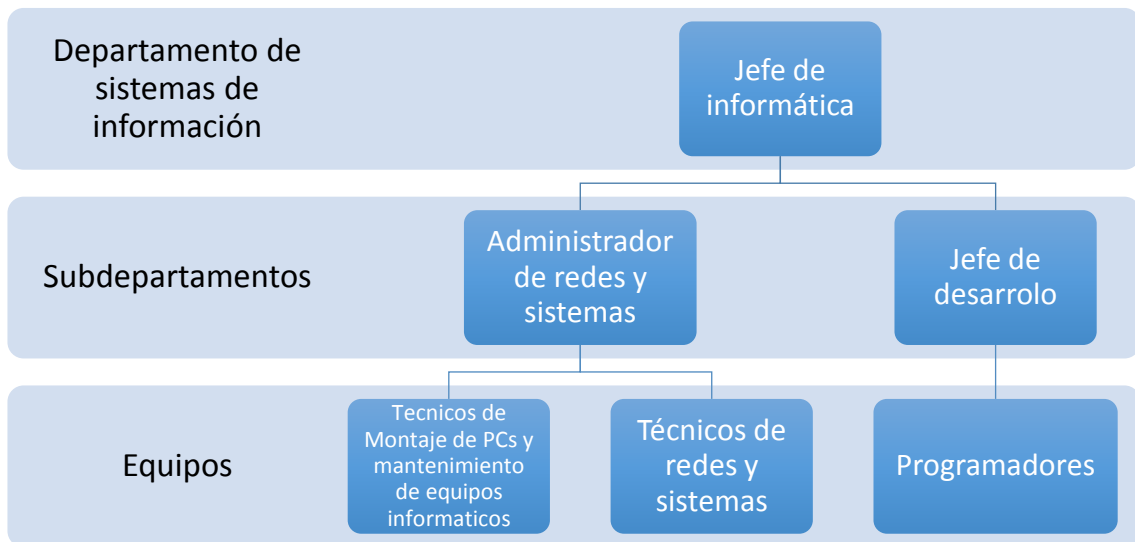 Departamento de
sistemas de
información
Jefe de
informática
Subdepartamentos
Administrador
de redes y
sistemas
Jefe de
desarrolo
Equipos
Tecnicos de
Montaje de PCs y
mantenimiento
de equipos
informaticos
Técnicos de
redes y
sistemas
Programadores